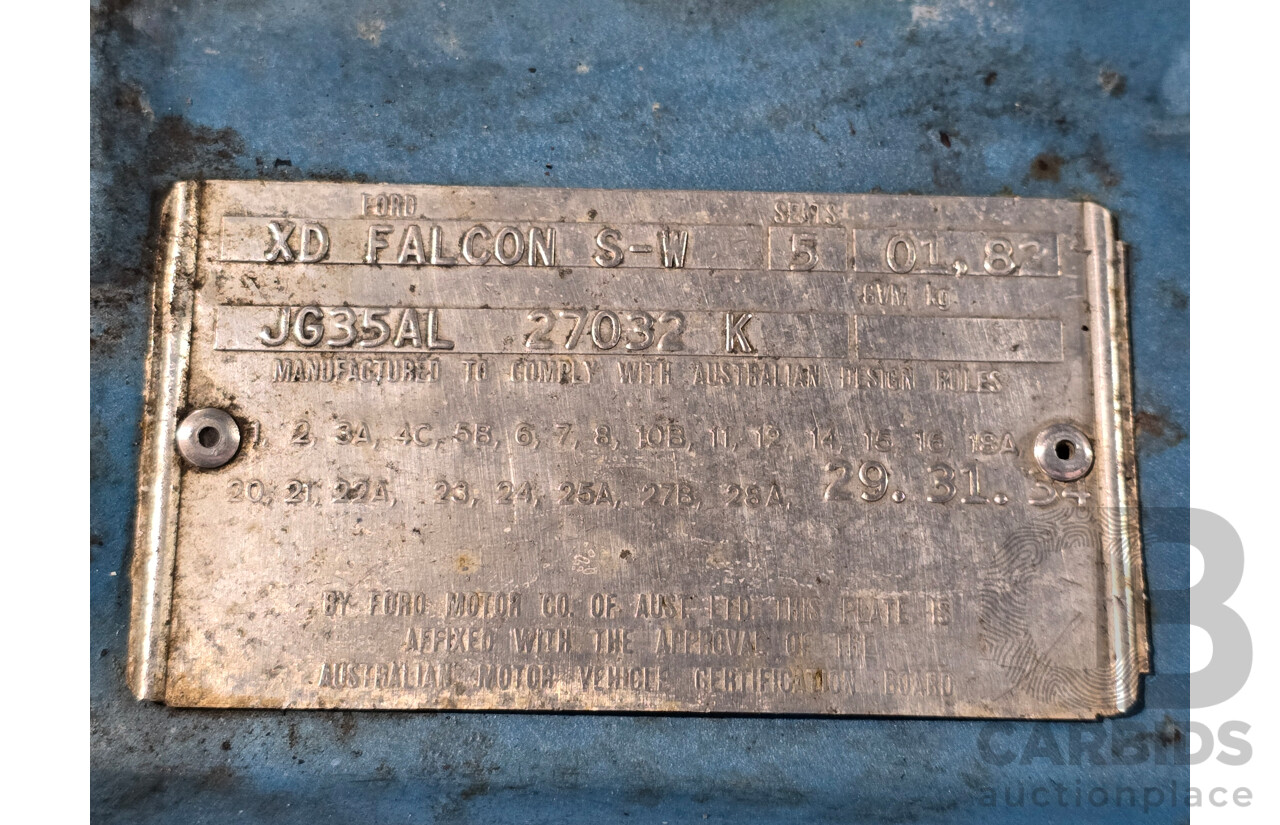 FORD SEATS
XD FALCON S-W 5 01,82
GVM kg
JG35AL 27032 K
MANUFACTURED TO COMPLY WITH AUSTRALIAN DESIGN RULES
1, 2, 3A, 4C, 5B, 6, 7, 8, 10B, 11, 12, 14, 15, 16, 18A,
20, 21, 22A, 23, 24, 25A, 27B, 28A, 29. 31. 34
BY FORD MOTOR CO. OF AUST. LTD. THIS PLATE IS
AFFIXED WITH THE APPROVAL OF THE
AUSTRALIAN MOTOR VEHICLE CERTIFICATION BOARD
B
CARBIDS
auctionplace